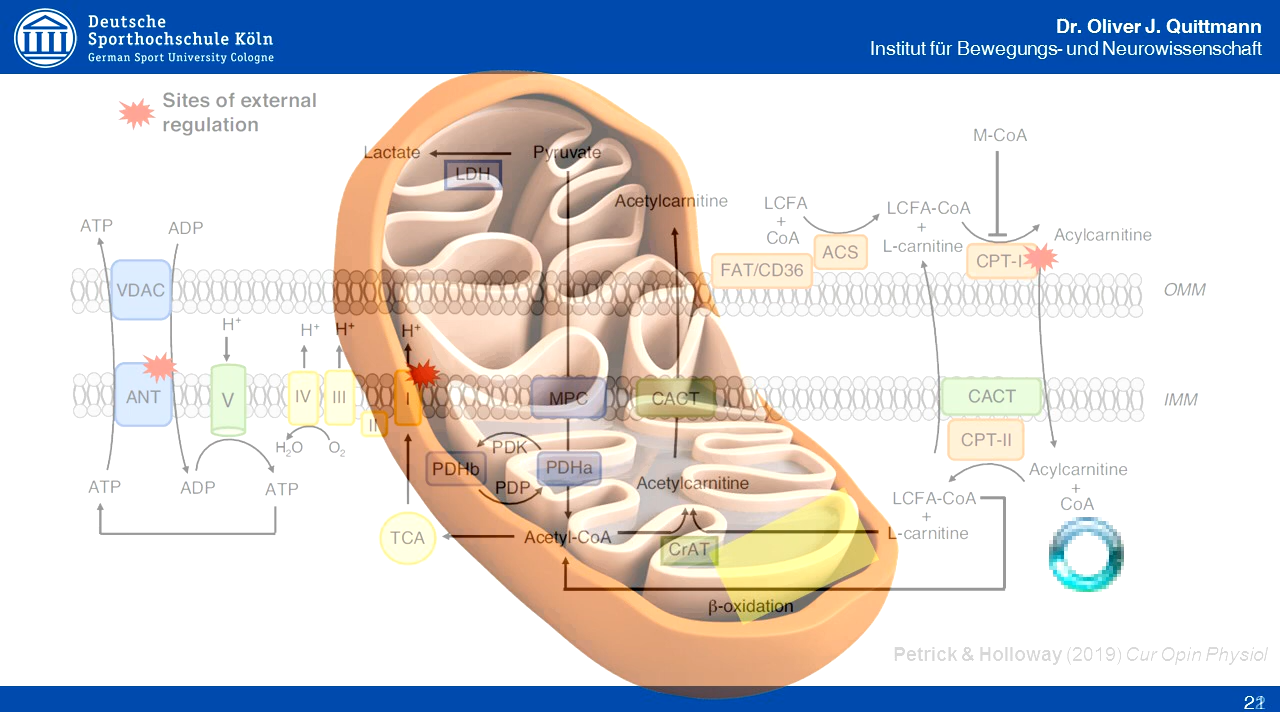 Deutsche
Sporthochschule Köln
German Sport University Cologne
Dr. Oliver J. Quittmann
Institut für Bewegungs- und Neurowissenschaft
Sites of external
regulation
Lactate
Pyruvate
LDH
M-CoA
Acetylcarnitine
LCFA
+
CoA
ACS
FAT/CD36
LCFA-CoA
+
L-carnitine
CPT-I
Acylcarnitine
ATP
ADP
VDAC
OMM
H⁺
H⁺
H⁺
H⁺
ANT
V
IV
III
II
I
MPC
CACT
CACT
IMM
H₂O
O₂
CPT-II
PDK
PDHb
PDHa
PDP
Acetylcarnitine
ATP
ADP
ATP
Acylcarnitine
+
CoA
LCFA-CoA
+
L-carnitine
TCA
Acetyl-CoA
CrAT
β-oxidation
Petrick & Holloway (2019) Cur Opin Physiol